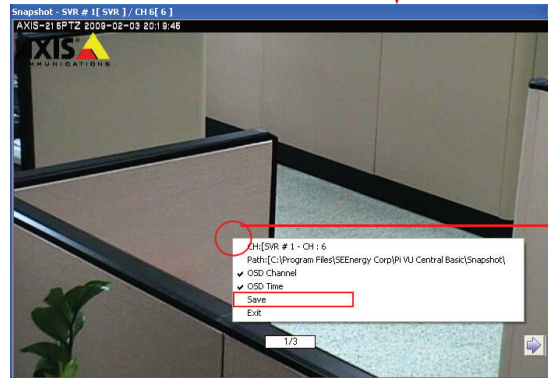 Snapshot - SVR # 1[ SVR ] / CH 6[ 6 ]
AXIS-215PTZ 2009-02-03 20:19:45
AXIS
COMMUNICATIONS
CH:[SVR # 1 - CH : 6
Path:[C:\Program Files\SEEnergy Corp\Pi VU Central Basic\Snapshot\
OSD Channel
OSD Time
Save
Exit
1/3